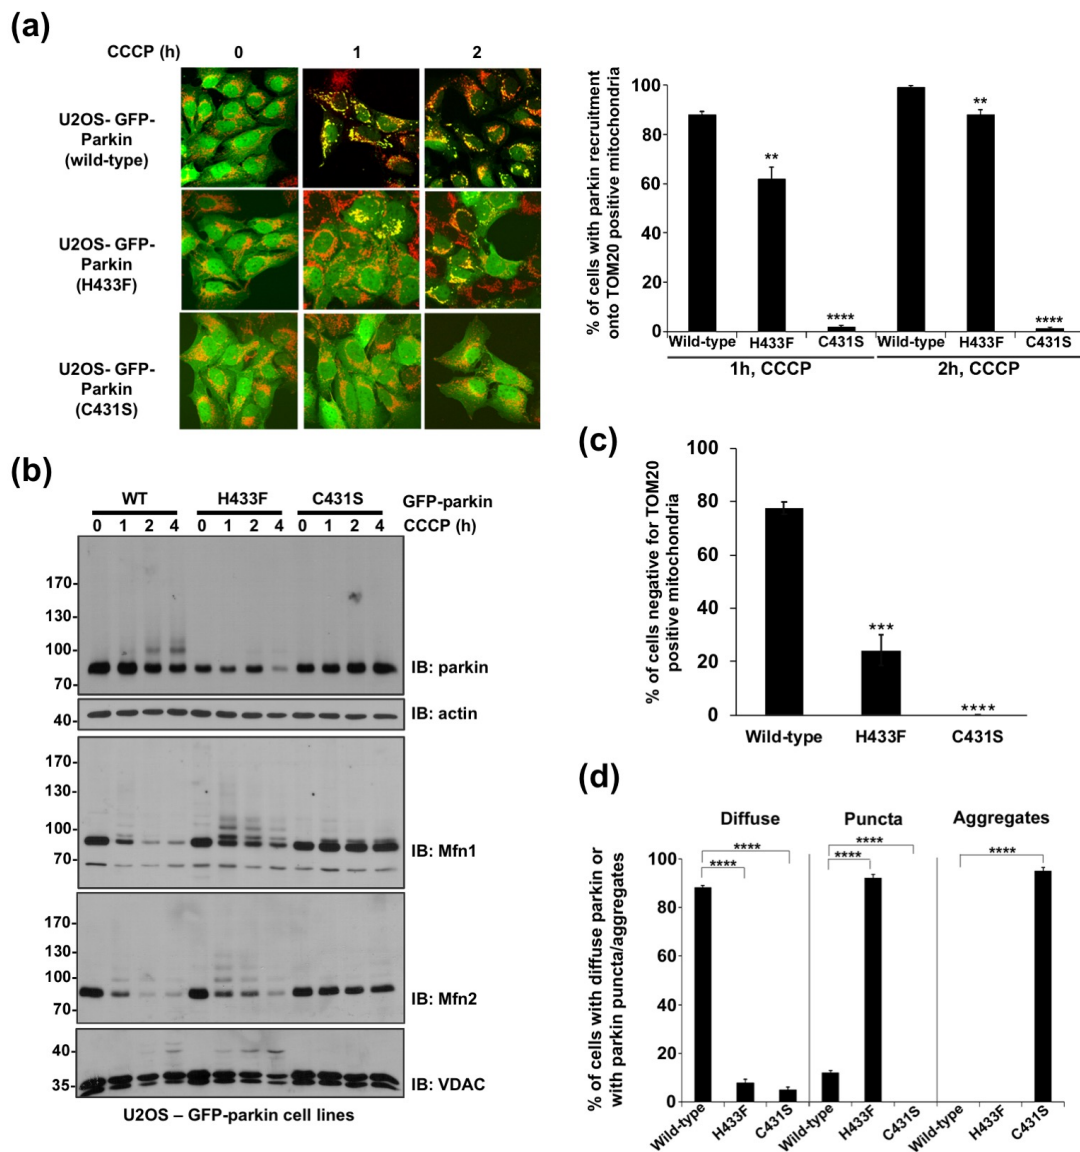 (a)
CCCP (h) 0 1 2
U2OS- GFP-
Parkin
(wild-type)
U2OS- GFP-
Parkin
(H433F)
U2OS- GFP-
Parkin
(C431S)
% of cells with parkin recruitment
onto TOM20 positive mitochondria
100
80
60
40
20
0
** **
**** ****
Wild-type H433F C431S Wild-type H433F C431S
1h, CCCP 2h, CCCP
(b)
WT H433F C431S GFP-parkin
0 1 2 4 0 1 2 4 0 1 2 4 CCCP (h)
170-
130-
100-
70-
IB: parkin
40-
IB: actin
170-
130-
100-
70-
IB: Mfn1
170-
130-
100-
70-
IB: Mfn2
40-
35-
IB: VDAC
U2OS – GFP-parkin cell lines
(c)
% of cells negative for TOM20
positive mitochondria
100
80
60
40
20
0
***
****
Wild-type H433F C431S
(d)
Diffuse Puncta Aggregates
% of cells with diffuse parkin or
with parkin puncta/aggregates
100
80
60
40
20
0
**** **** ****
**** ****
Wild-type H433F C431S Wild-type H433F C431S Wild-type H433F C431S